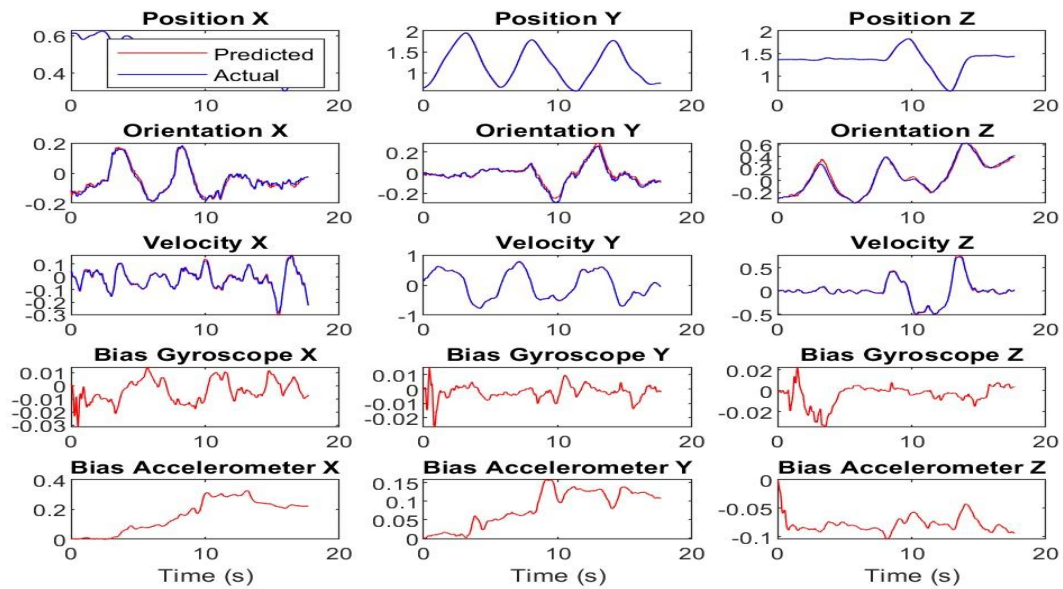 Position X
Position Y
Position Z
0.6
0.4
Predicted
Actual
0 10 20
2
1.5
1
0 10 20
2
1.5
1
0 10 20
Orientation X
Orientation Y
Orientation Z
0.2
0
-0.2
0 10 20
0.2
0
-0.2
0 10 20
0.6
0.4
0
-0.2
0 10 20
Velocity X
Velocity Y
Velocity Z
0.1
0
-0.1
-0.2
-0.3
0 10 20
1
0
-1
0 10 20
0.5
0
-0.5
0 10 20
Bias Gyroscope X
Bias Gyroscope Y
Bias Gyroscope Z
0.01
0
-0.01
-0.02
-0.03
0 10 20
0.01
0
-0.01
-0.02
0 10 20
0.02
0
-0.02
0 10 20
Bias Accelerometer X
Bias Accelerometer Y
Bias Accelerometer Z
0.4
0.2
0
0 10 20
0.15
0.1
0.05
0
0 10 20
0
-0.05
-0.1
0 10 20
Time (s)
Time (s)
Time (s)